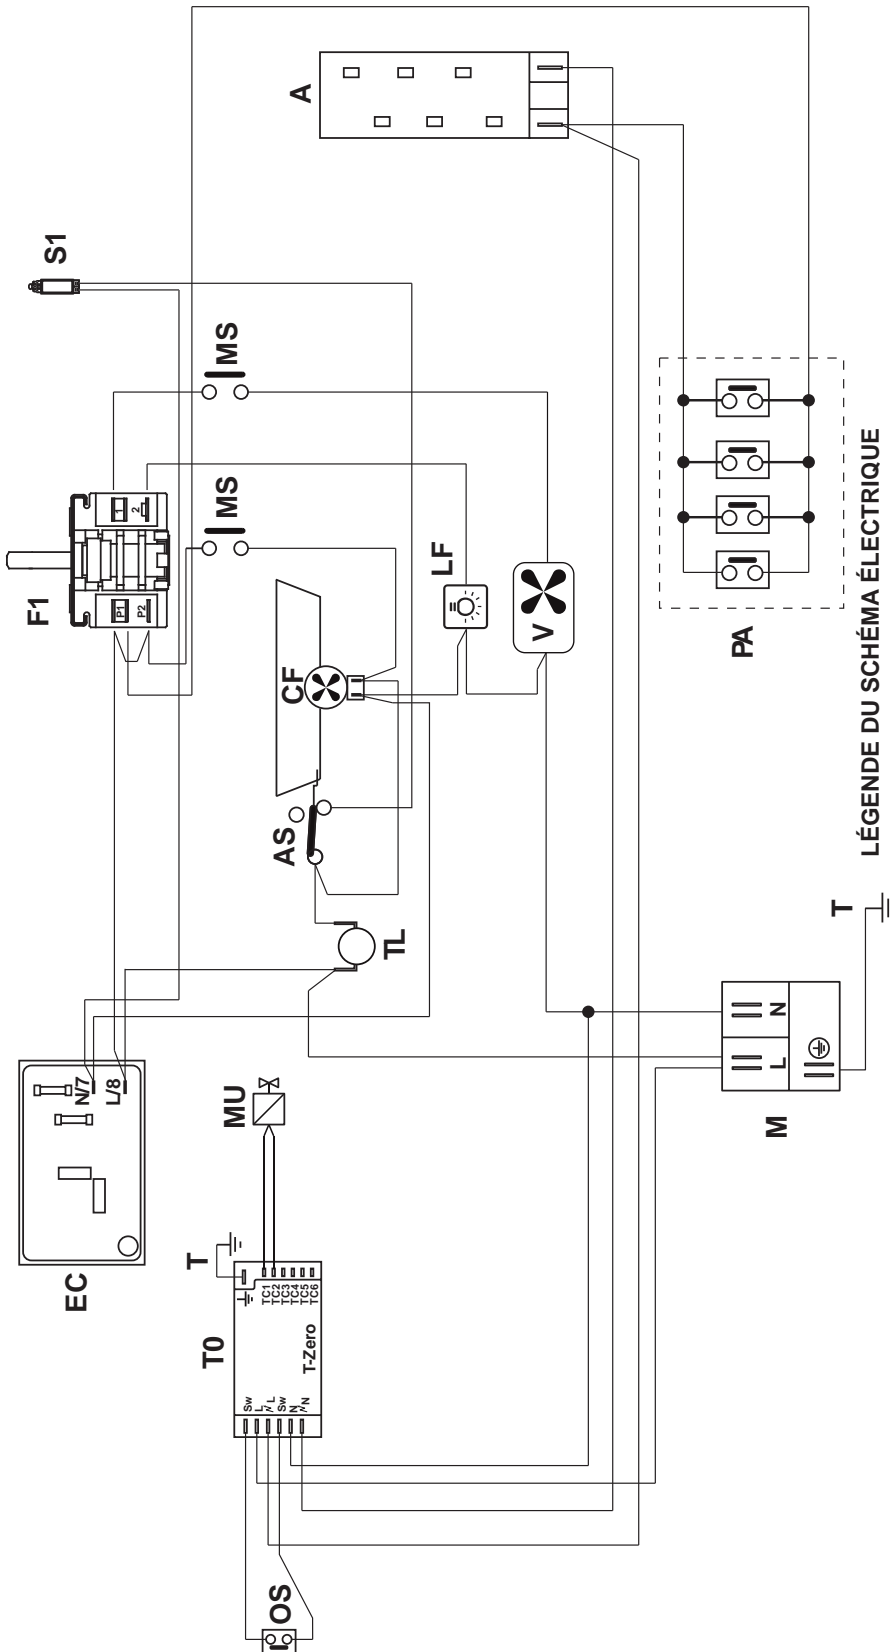 A
S1
F1
P1
P2
1
2
MS
MS
CF
AS
LF
V
TL
PA
EC
N/7
L/8
MU
T
T0
T-Zero
TC1
TC2
TC3
TC4
TC5
TC6
Sw
L
L
Sw
N
N
OS
M
L
N
T
LÉGENDE DU SCHÉMA ÉLECTRIQUE